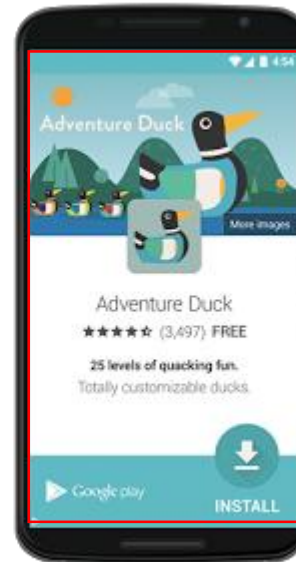 4:54
Adventure Duck
More images
Adventure Duck
(3,497) FREE
25 levels of quacking fun.
Totally customizable ducks.
Google play
INSTALL